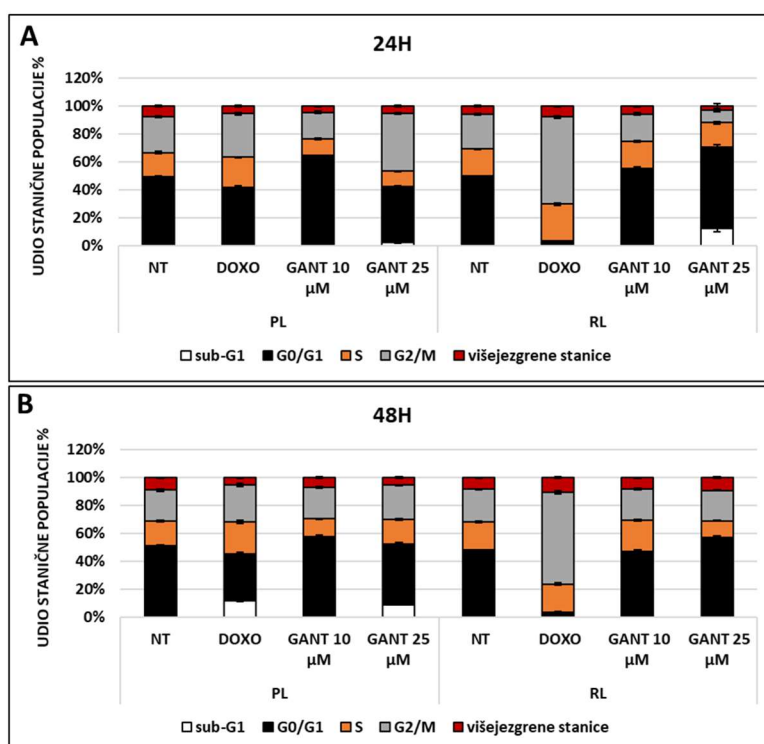 A
24H
UDIO STANIČNE POPULACIJE %
120%
100%
80%
60%
40%
20%
0%
NT
DOXO
GANT 10 µM
GANT 25 µM
NT
DOXO
GANT 10 µM
GANT 25 µM
PL
RL
sub-G1
G0/G1
S
G2/M
višejezgrene stanice
B
48H
UDIO STANIČNE POPULACIJE %
120%
100%
80%
60%
40%
20%
0%
NT
DOXO
GANT 10 µM
GANT 25 µM
NT
DOXO
GANT 10 µM
GANT 25 µM
PL
RL
sub-G1
G0/G1
S
G2/M
višejezgrene stanice